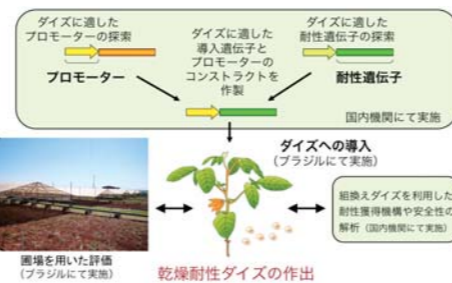 ダイズに適した
プロモーターの探索
プロモーター
ダイズに適した
導入遺伝子と
プロモーターの
コンストラクトを
作製
ダイズに適した
耐性遺伝子の探索
耐性遺伝子
国内機関にて実施
ダイズへの導入
(ブラジルにて実施)
圃場を用いた評価
(ブラジルにて実施)
組換えダイズを利用した
耐性獲得機構や安全性の
解析(国内機関にて実施)
乾燥耐性ダイズの作出